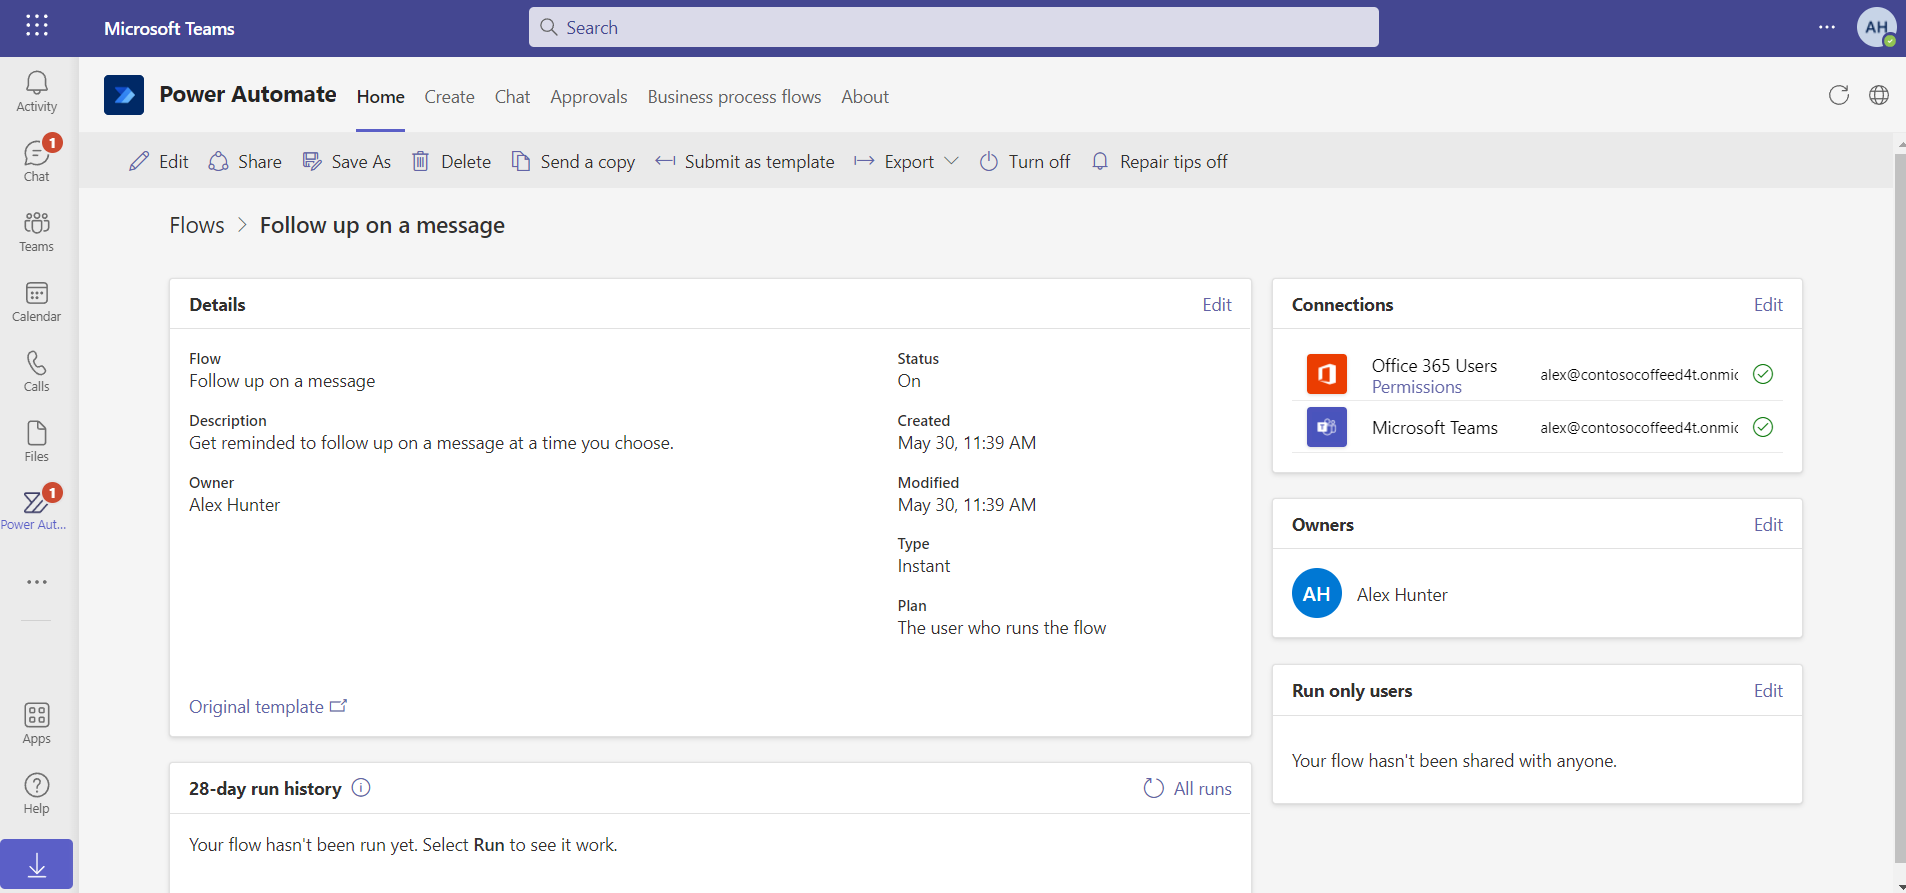 Microsoft Teams
Search
AH
Activity
1
Chat
Teams
Calendar
Calls
Files
1
Power Aut...
Apps
Help
Power Automate
Home Create Chat Approvals Business process flows About
Edit Share Save As Delete Send a copy Submit as template Export Turn off Repair tips off
Flows > Follow up on a message
Details Edit
Flow
Follow up on a message
Description
Get reminded to follow up on a message at a time you choose.
Owner
Alex Hunter
Status
On
Created
May 30, 11:39 AM
Modified
May 30, 11:39 AM
Type
Instant
Plan
The user who runs the flow
Original template
28-day run history All runs
Your flow hasn't been run yet. Select Run to see it work.
Connections Edit
Office 365 Users alex@contosocoffeed4t.onmic
Permissions
Microsoft Teams alex@contosocoffeed4t.onmic
Owners Edit
AH Alex Hunter
Run only users Edit
Your flow hasn't been shared with anyone.